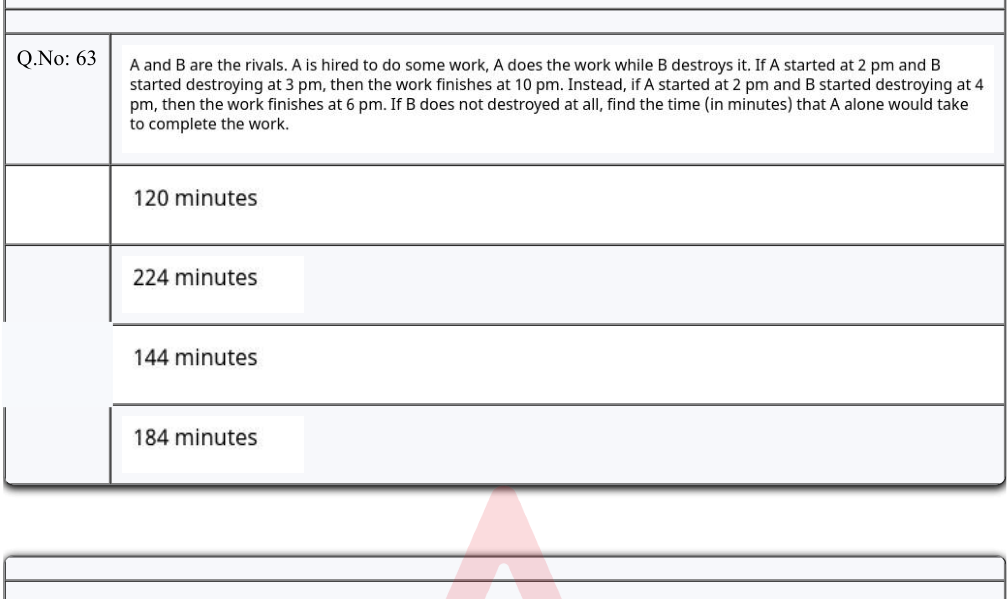 Q.No: 63
A and B are the rivals. A is hired to do some work, A does the work while B destroys it. If A started at 2 pm and B
started destroying at 3 pm, then the work finishes at 10 pm. Instead, if A started at 2 pm and B started destroying at 4
pm, then the work finishes at 6 pm. If B does not destroyed at all, find the time (in minutes) that A alone would take
to complete the work.
120 minutes
224 minutes
144 minutes
184 minutes